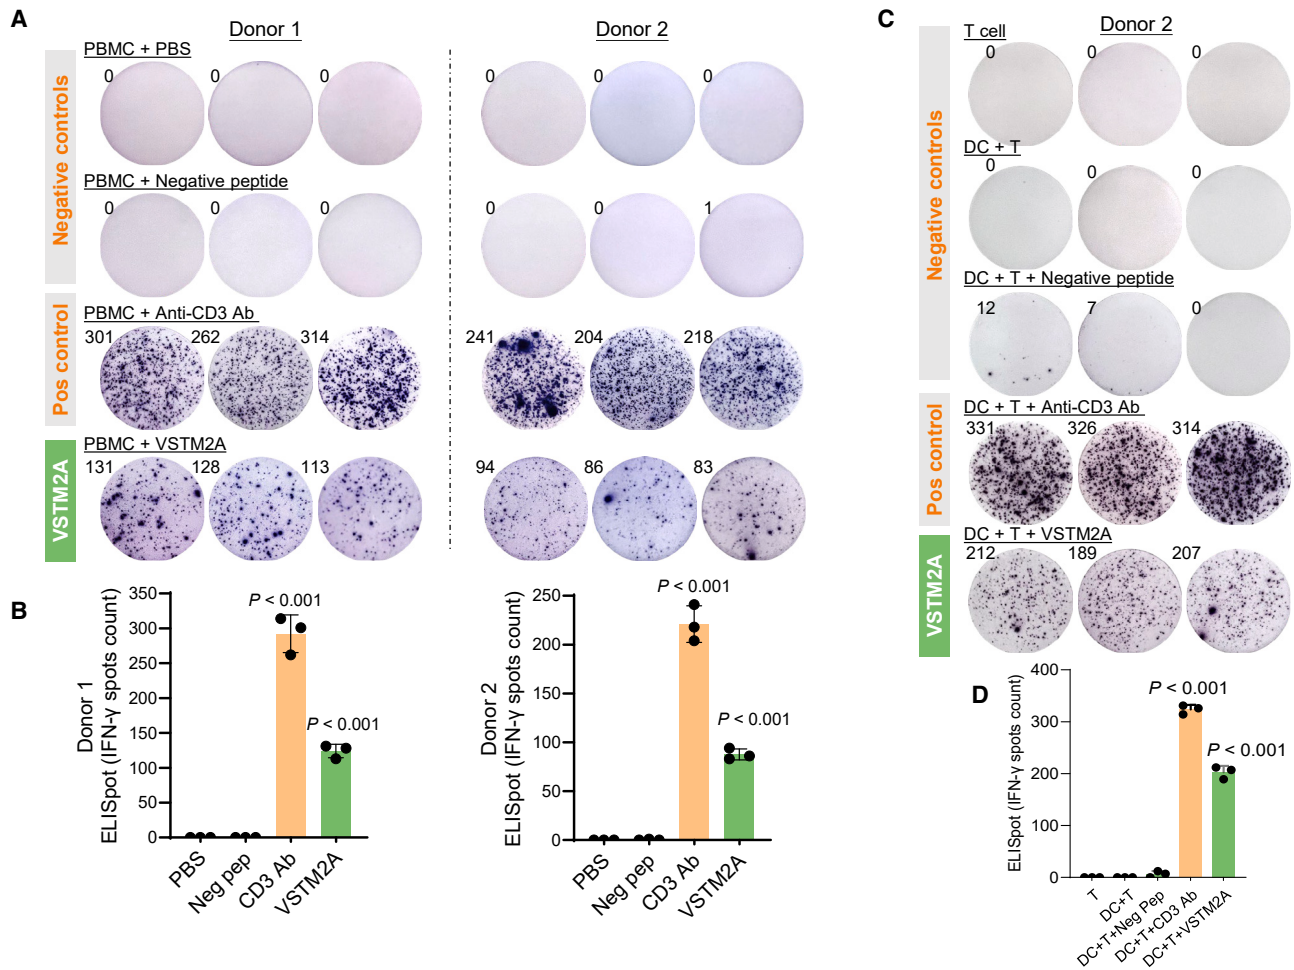 A
Donor 1
Donor 2
Negative controls
PBMC + PBS
0 0 0 0 0 0
PBMC + Negative peptide
0 0 0 0 0 1
Pos control
PBMC + Anti-CD3 Ab
301 262 314 241 204 218
VSTM2A
PBMC + VSTM2A
131 128 113 94 86 83
B
Donor 1
ELISpot (IFN-γ spots count)
350
300
250
200
150
100
50
0
P < 0.001
P < 0.001
PBS
Neg pep
CD3 Ab
VSTM2A
Donor 2
ELISpot (IFN-γ spots count)
250
200
150
100
50
0
P < 0.001
P < 0.001
PBS
Neg pep
CD3 Ab
VSTM2A
C
Donor 2
Negative controls
T cell
0 0 0
DC + T
0 0 0
DC + T + Negative peptide
12 7 0
Pos control
DC + T + Anti-CD3 Ab
331 326 314
VSTM2A
DC + T + VSTM2A
212 189 207
D
ELISpot (IFN-γ spots count)
400
300
200
100
0
P < 0.001
P < 0.001
T
DC+T
DC+T+Neg Pep
DC+T+CD3 Ab
DC+T+VSTM2A